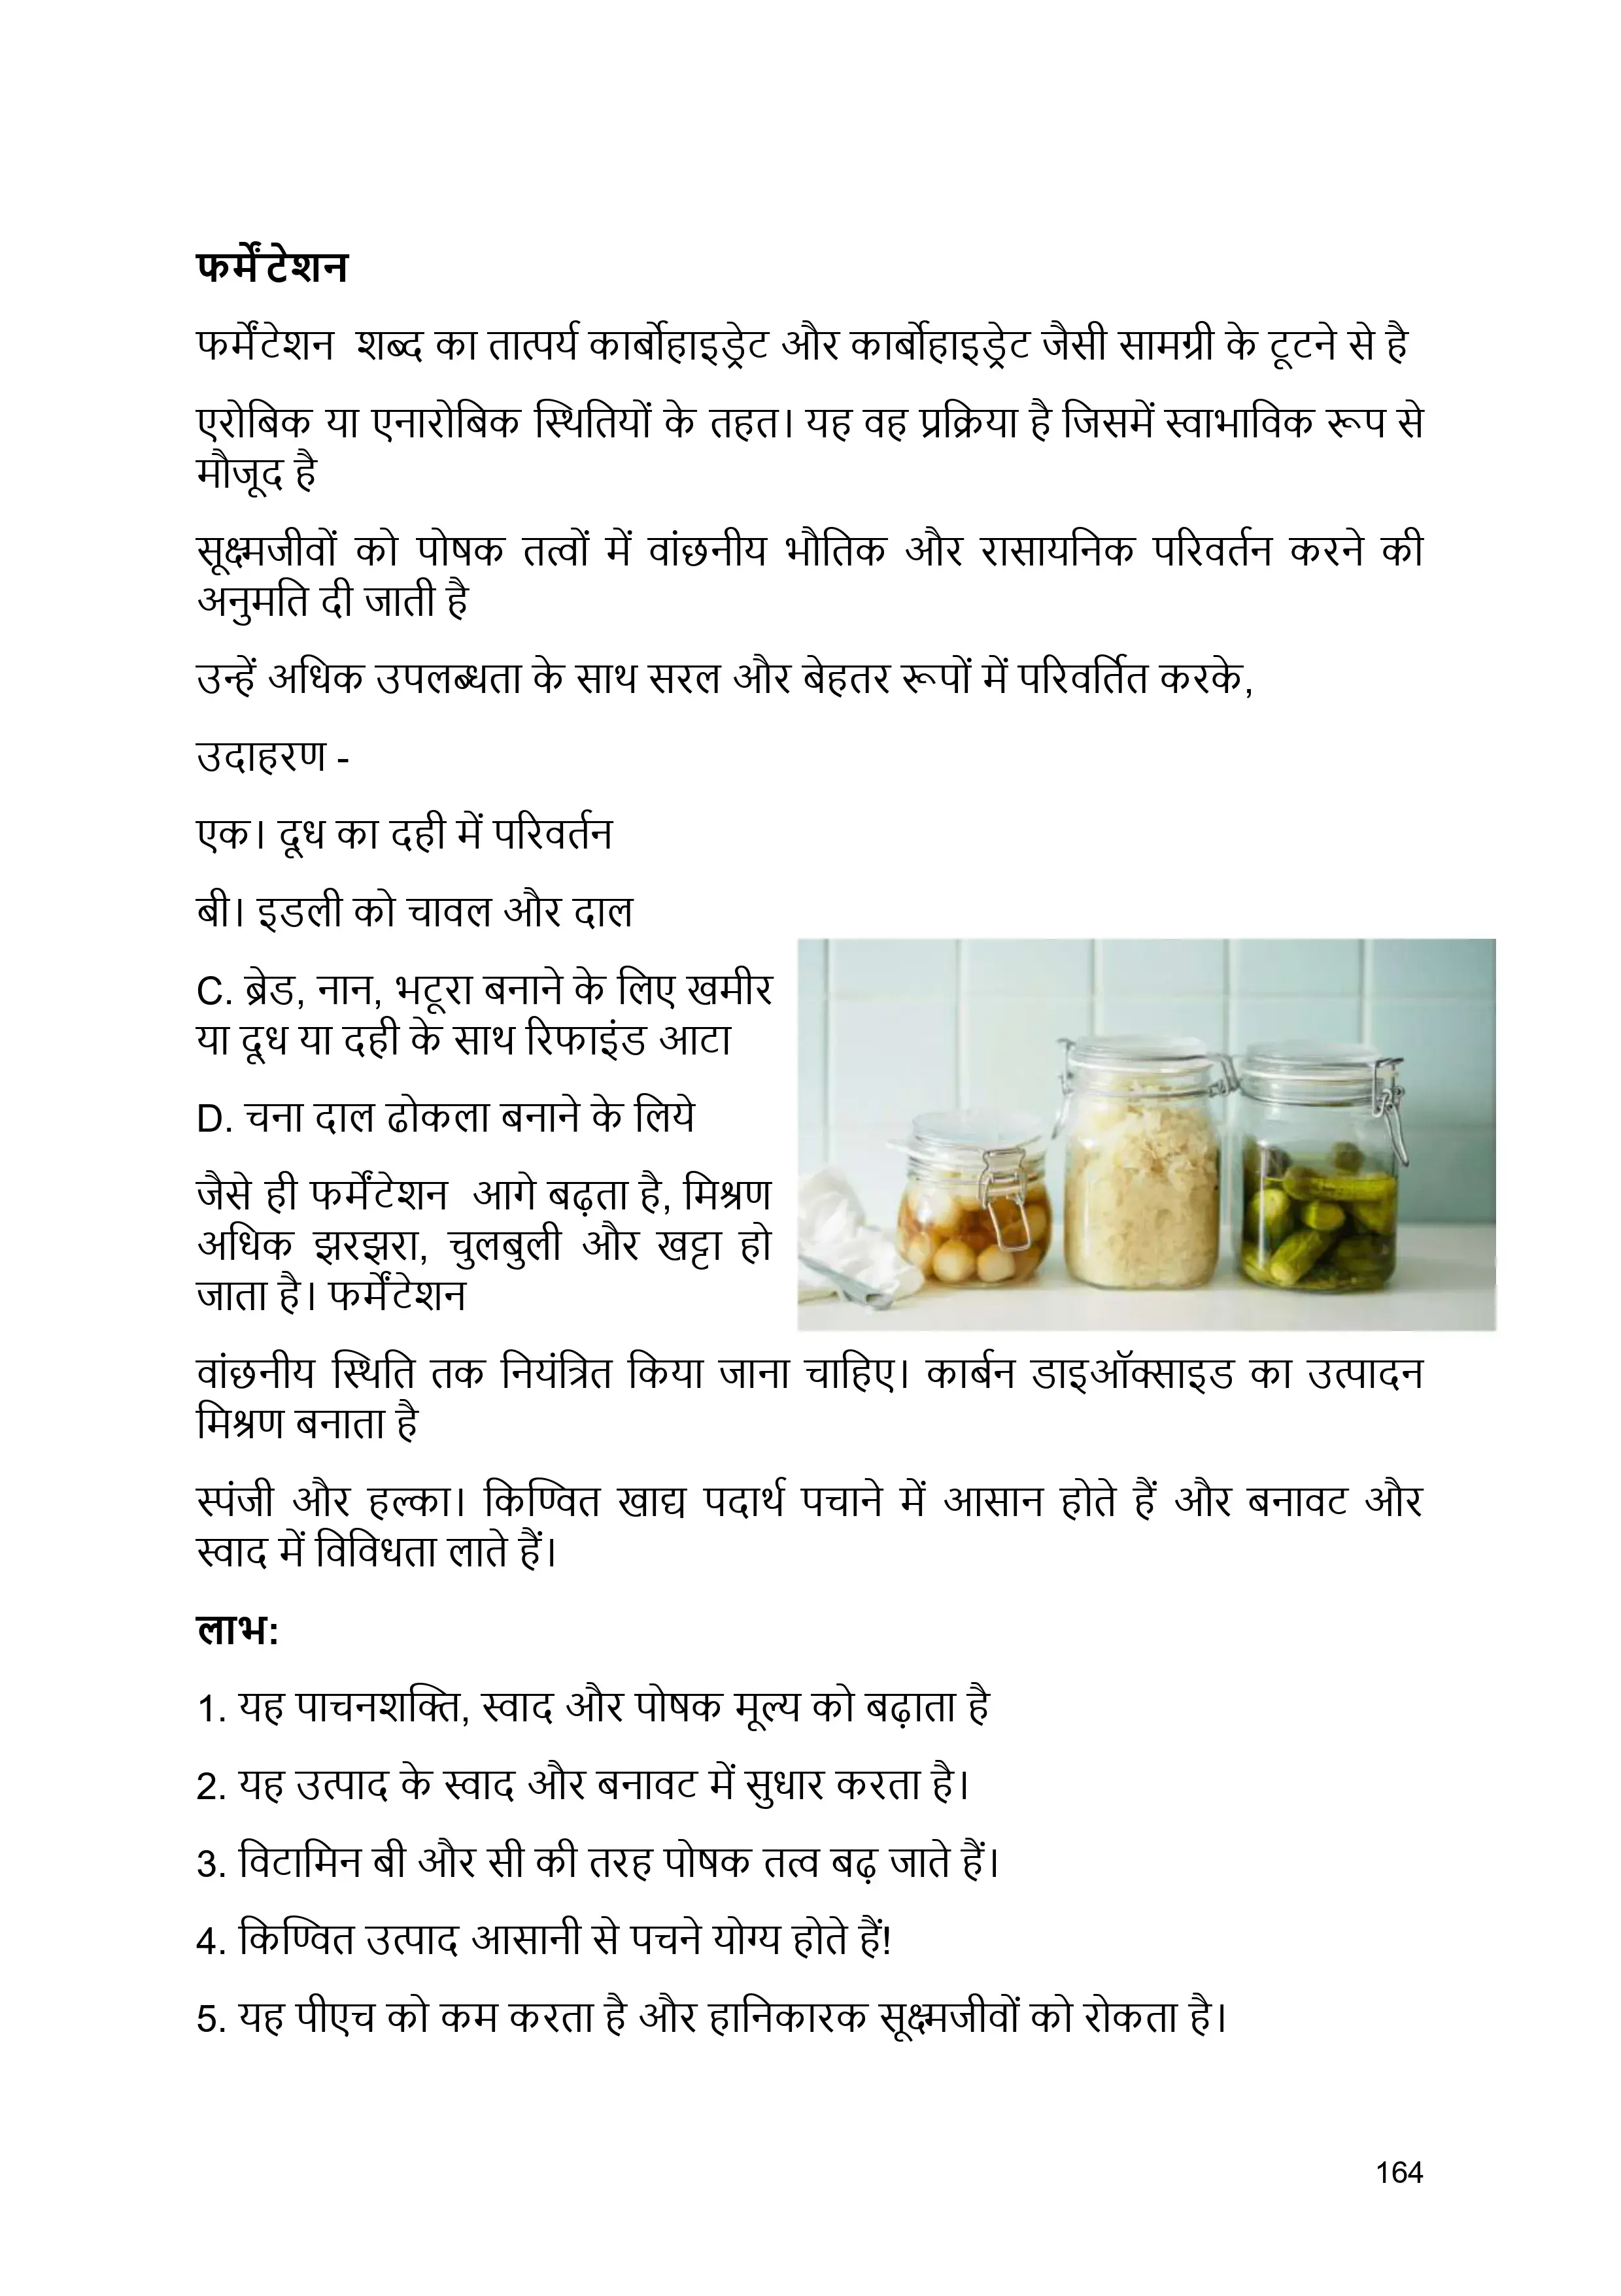 फर्मेंटेशन
फर्मेंटेशन शब्द का तात्पर्य कार्बोहाइड्रेट और कार्बोहाइड्रेट जैसी सामग्री के टूटने से है
एरोबिक या एनारोबिक स्थितियों के तहत। यह वह प्रक्रिया है जिसमें स्वाभाविक रूप से
मौजूद है
सूक्ष्मजीवों को पोषक तत्वों में वांछनीय भौतिक और रासायनिक परिवर्तन करने की
अनुमति दी जाती है
उन्हें अधिक उपलब्धता के साथ सरल और बेहतर रूपों में परिवर्तित करके,
उदाहरण -
एक। दूध का दही में परिवर्तन
बी। इडली को चावल और दाल
C. ब्रेड, नान, भटूरा बनाने के लिए खमीर
या दूध या दही के साथ रिफाइंड आटा
D. चना दाल ढोकला बनाने के लिये
जैसे ही फर्मेंटेशन आगे बढ़ता है, मिश्रण
अधिक झरझरा, चुलबुली और खट्टा हो
जाता है। फर्मेंटेशन
वांछनीय स्थिति तक नियंत्रित किया जाना चाहिए। कार्बन डाइऑक्साइड का उत्पादन
मिश्रण बनाता है
स्पंजी और हल्का। किण्वित खाद्य पदार्थ पचाने में आसान होते हैं और बनावट और
स्वाद में विविधता लाते हैं।
लाभ:
1. यह पाचनशक्ति, स्वाद और पोषक मूल्य को बढ़ाता है
2. यह उत्पाद के स्वाद और बनावट में सुधार करता है।
3. विटामिन बी और सी की तरह पोषक तत्व बढ़ जाते हैं।
4. किण्वित उत्पाद आसानी से पचने योग्य होते हैं!
5. यह पीएच को कम करता है और हानिकारक सूक्ष्मजीवों को रोकता है।
164